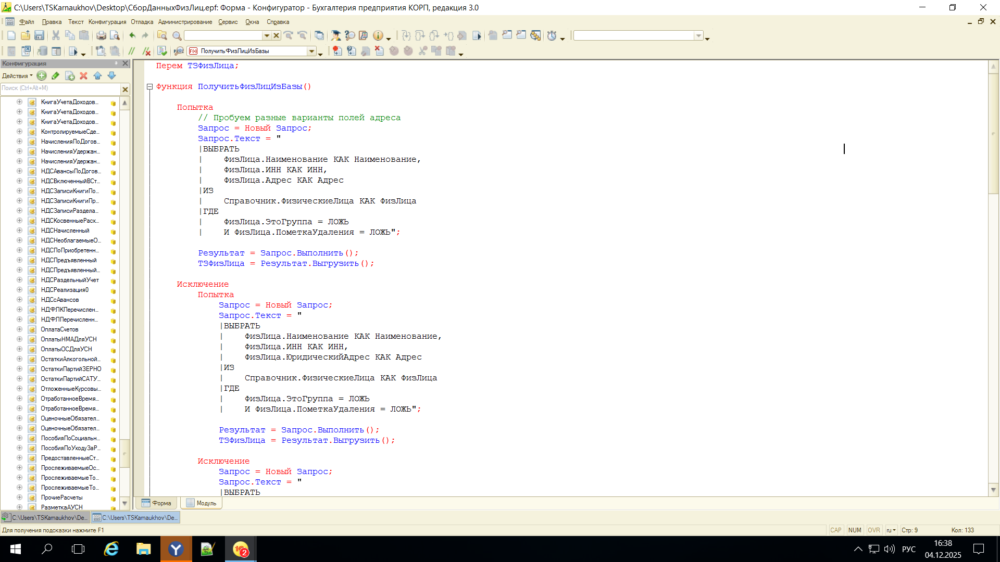 C:\Users\TSKarnaukhov\Desktop\СборДанныхФизЛиц.epf: Форма - Конфигуратор - Бухгалтерия предприятия КОРП, редакция 3.0
Файл Правка Текст Конфигурация Отладка Администрирование Сервис Окна Справка
ПолучитьФизЛицИзБазы
Конфигурация
Действия
Поиск (Ctrl+Alt+M)
КнигаУчетаДоходов...
КнигаУчетаДоходов...
КнигаУчетаДоходов...
КонтролируемыеСде...
НачисленияПоДогов...
НачисленияУдержан...
НачисленияУдержан...
НДСАвансыПоДогов...
НДСВключенныйВСт...
НДСЗаписиКнигиПо...
НДСЗаписиКнигиПр...
НДСЗаписиРаздела...
НДСКосвенныеРасх...
НДСНачисленный
НДСНеоблагаемыеО...
НДСПоПриобретенн...
НДСПредъявленный
НДСПредъявленный...
НДСРаздельныйУчет
НДСРеализация0
НДСсАвансов
НДФЛКПеречислен...
НДФЛПеречисленн...
ОплатаСчетов
ОплатыНМАДляУСН
ОплатыОСДляУСН
ОстаткиАлкогольной...
ОстаткиПартийЗЕРНО
ОстаткиПартийСАТУ...
ОтложенныеКурсовы...
ОтработанноеВремя...
ОтработанноеВремя...
ОценочныеОбязател...
ОценочныеОбязател...
ПособияПоСоциальн...
ПособияПоУходуЗаР...
ПредоставленныеСт...
ПрослеживаемыеОс...
ПрослеживаемыеТо...
ПрослеживаемыеТо...
ПрочиеРасчеты
РазметкаАУСН
Перем ТЗФизЛица;
Функция ПолучитьФизЛицИзБазы()
Попытка
// Пробуем разные варианты полей адреса
Запрос = Новый Запрос;
Запрос.Текст = "
|ВЫБРАТЬ
|    ФизЛица.Наименование КАК Наименование,
|    ФизЛица.ИНН КАК ИНН,
|    ФизЛица.Адрес КАК Адрес
|ИЗ
|    Справочник.ФизическиеЛица КАК ФизЛица
|ГДЕ
|    ФизЛица.ЭтоГруппа = ЛОЖЬ
|    И ФизЛица.ПометкаУдаления = ЛОЖЬ";
Результат = Запрос.Выполнить();
ТЗФизЛица = Результат.Выгрузить();
Исключение
Попытка
Запрос = Новый Запрос;
Запрос.Текст = "
|ВЫБРАТЬ
|    ФизЛица.Наименование КАК Наименование,
|    ФизЛица.ИНН КАК ИНН,
|    ФизЛица.ЮридическийАдрес КАК Адрес
|ИЗ
|    Справочник.ФизическиеЛица КАК ФизЛица
|ГДЕ
|    ФизЛица.ЭтоГруппа = ЛОЖЬ
|    И ФизЛица.ПометкаУдаления = ЛОЖЬ";
Результат = Запрос.Выполнить();
ТЗФизЛица = Результат.Выгрузить();
Исключение
Запрос = Новый Запрос;
Запрос.Текст = "
|ВЫБРАТЬ
Форма Модуль
C:\Users\TSKarnaukhov\De... C:\Users\TSKarnaukhov\De...
Для получения подсказки нажмите F1
CAP NUM OVR ru Стр: 9 Кол: 133
2
РУС
16:38
04.12.2025